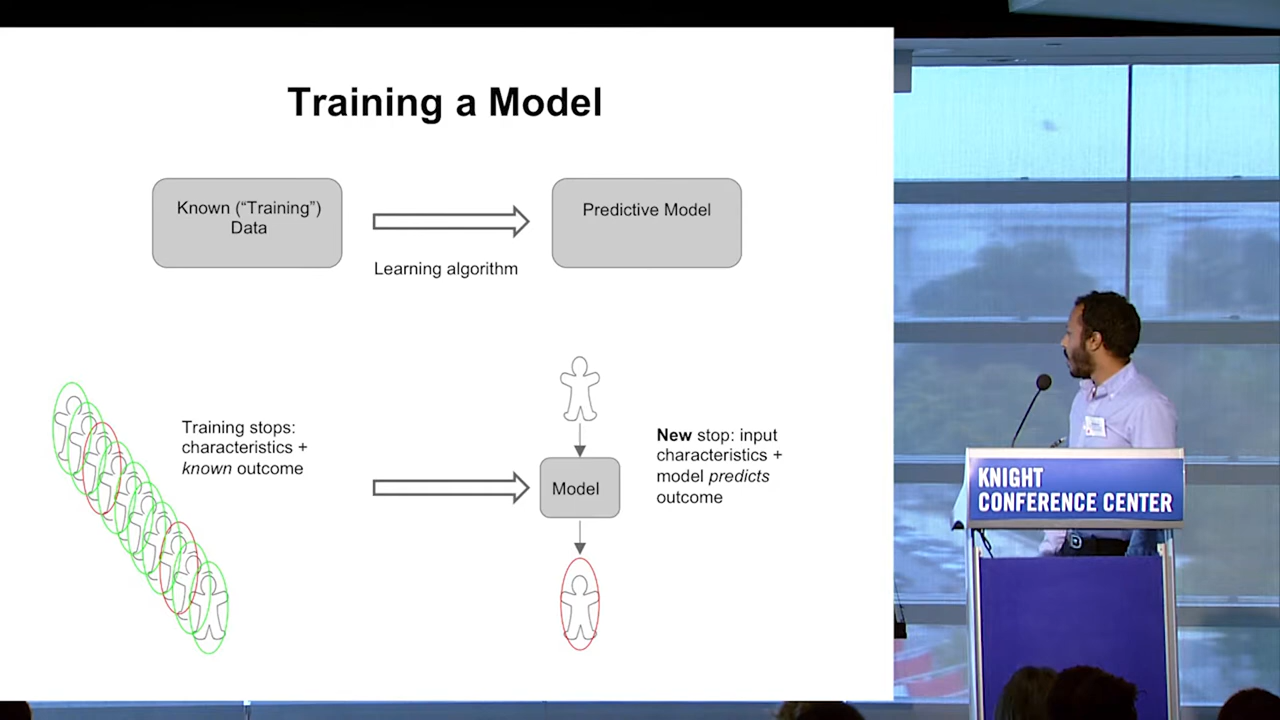 Training a Model
Known (“Training”)
Data
Learning algorithm
Predictive Model
Training stops:
characteristics +
known outcome
Model
New stop: input
characteristics +
model predicts
outcome
KNIGHT
CONFERENCE CENTER